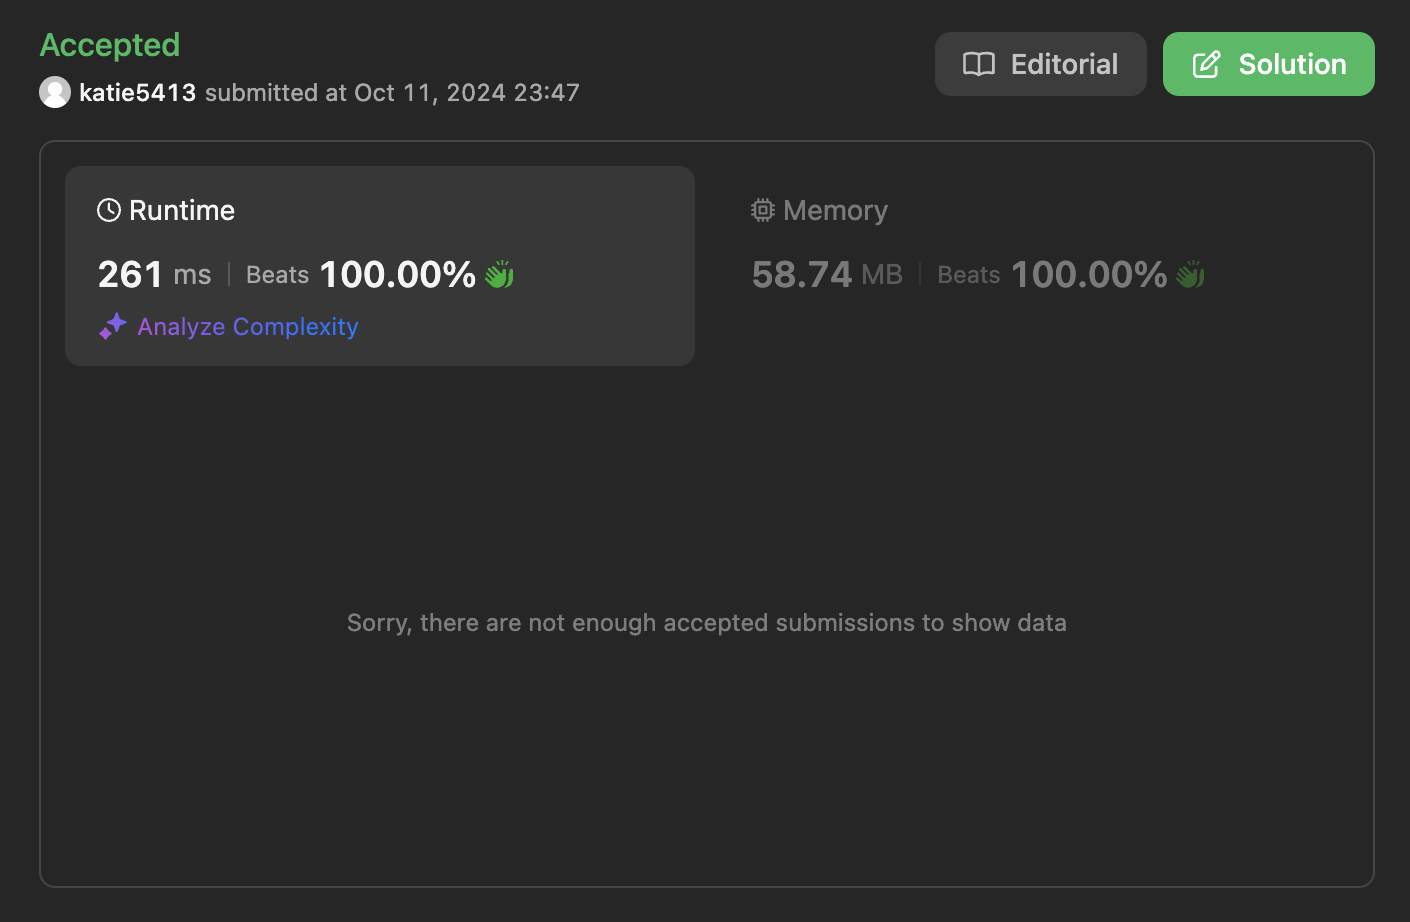 Accepted
katie5413 submitted at Oct 11, 2024 23:47
Editorial
Solution
Runtime
261 ms | Beats 100.00%
Analyze Complexity
Memory
58.74 MB | Beats 100.00%
Sorry, there are not enough accepted submissions to show data